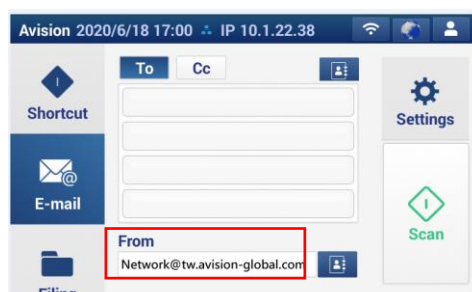 Avision 2020/6/18 17:00 IP 10.1.22.38
To Cc
Shortcut
Settings
E-mail
Scan
From
Network@tw.avision-global.com
Filing